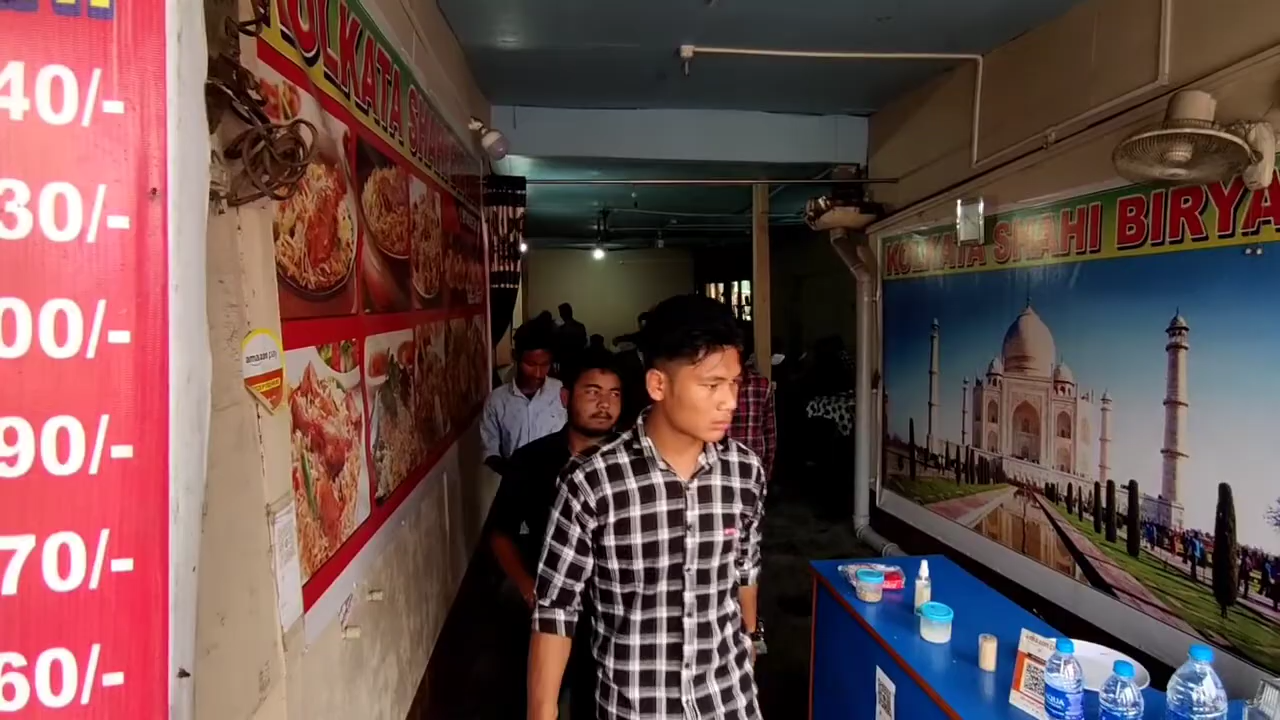 40/-
30/-
00/-
90/-
70/-
60/-
KOLKATA SHA
amazon pay
KOLKATA SHAHI BIRYA